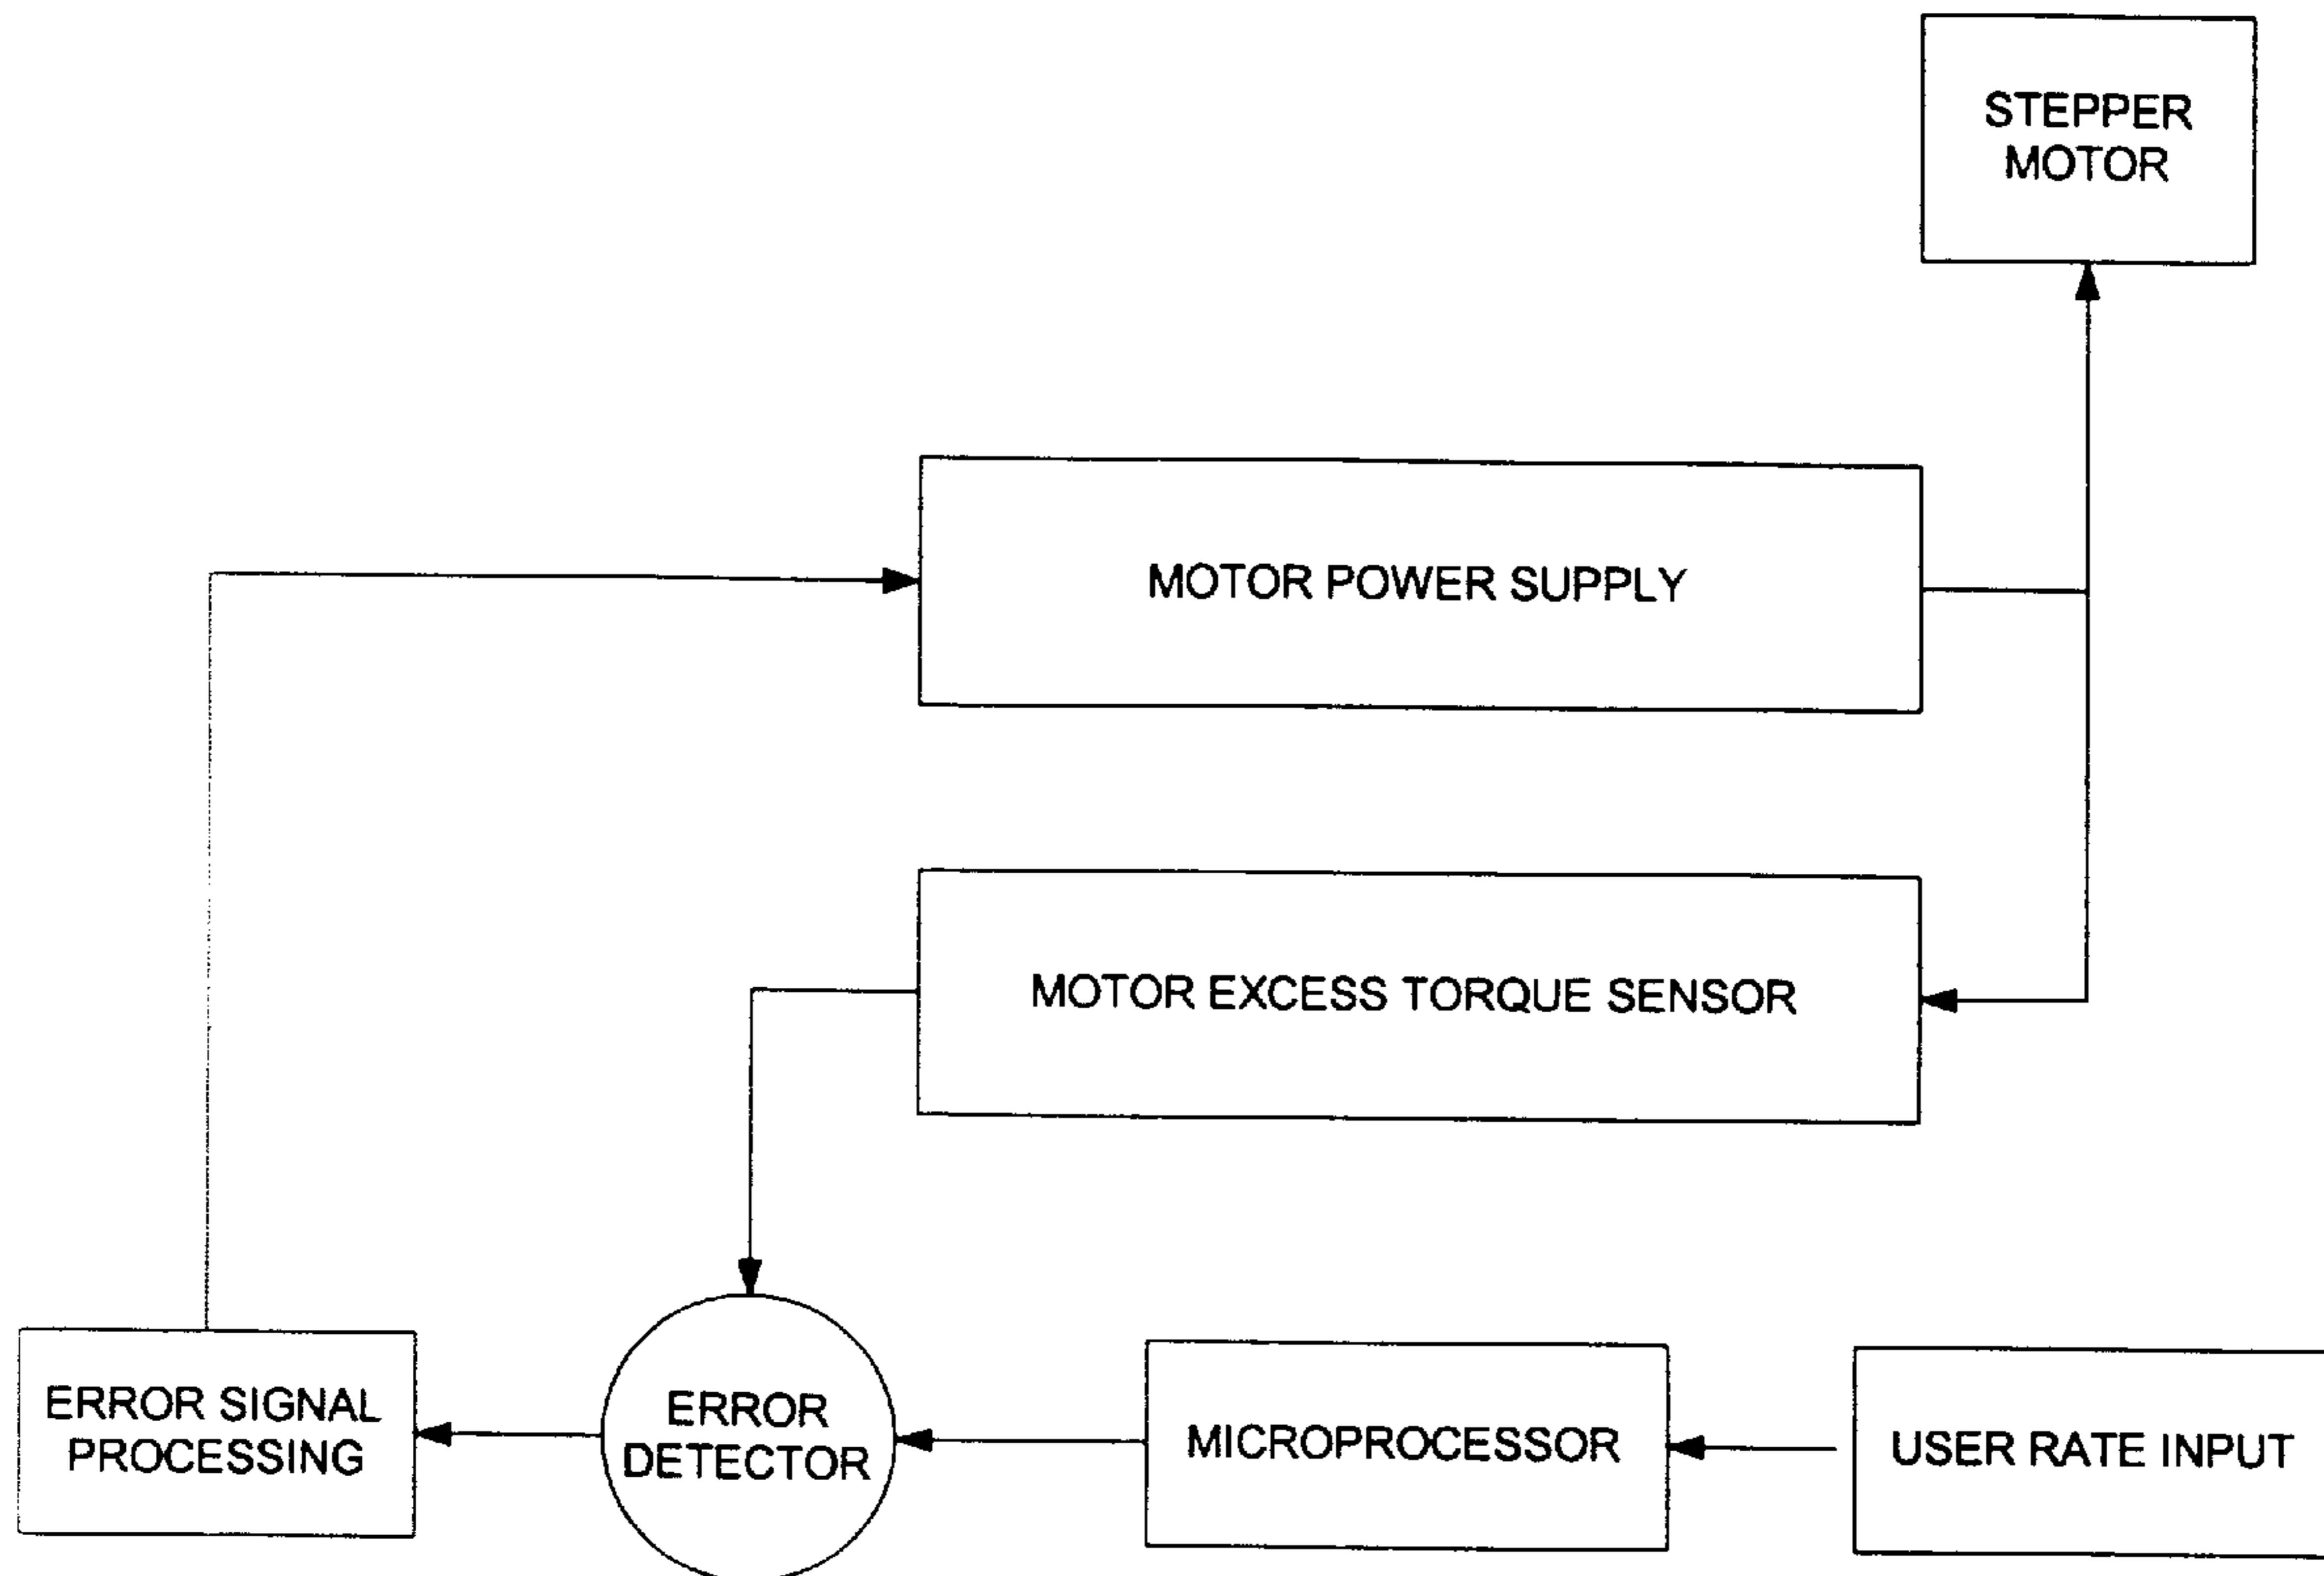 STEPPER
MOTOR
MOTOR POWER SUPPLY
MOTOR EXCESS TORQUE SENSOR
ERROR SIGNAL
PROCESSING
ERROR
DETECTOR
MICROPROCESSOR
USER RATE INPUT